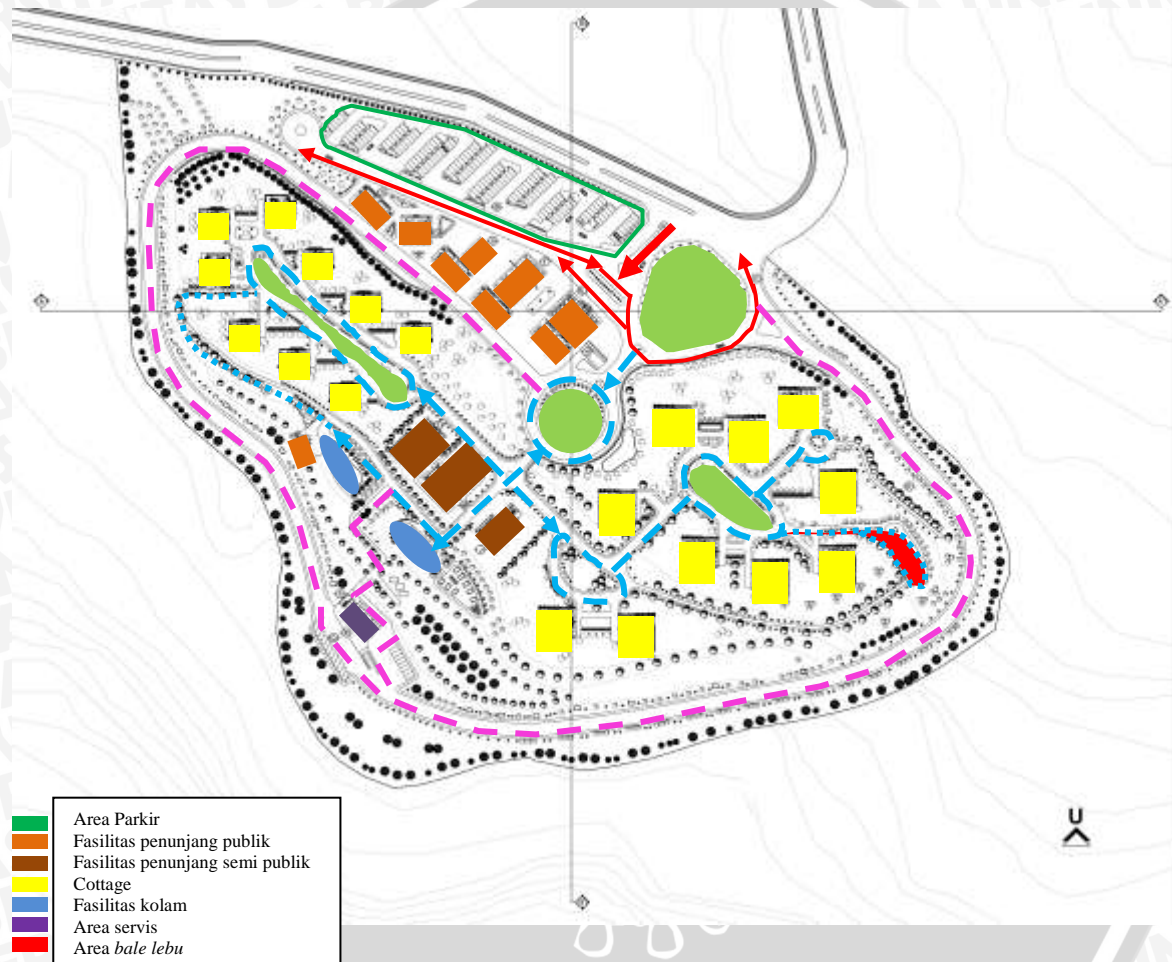 U
Area Parkir
Fasilitas penunjang publik
Fasilitas penunjang semi publik
Cottage
Fasilitas kolam
Area servis
Area bale lebu